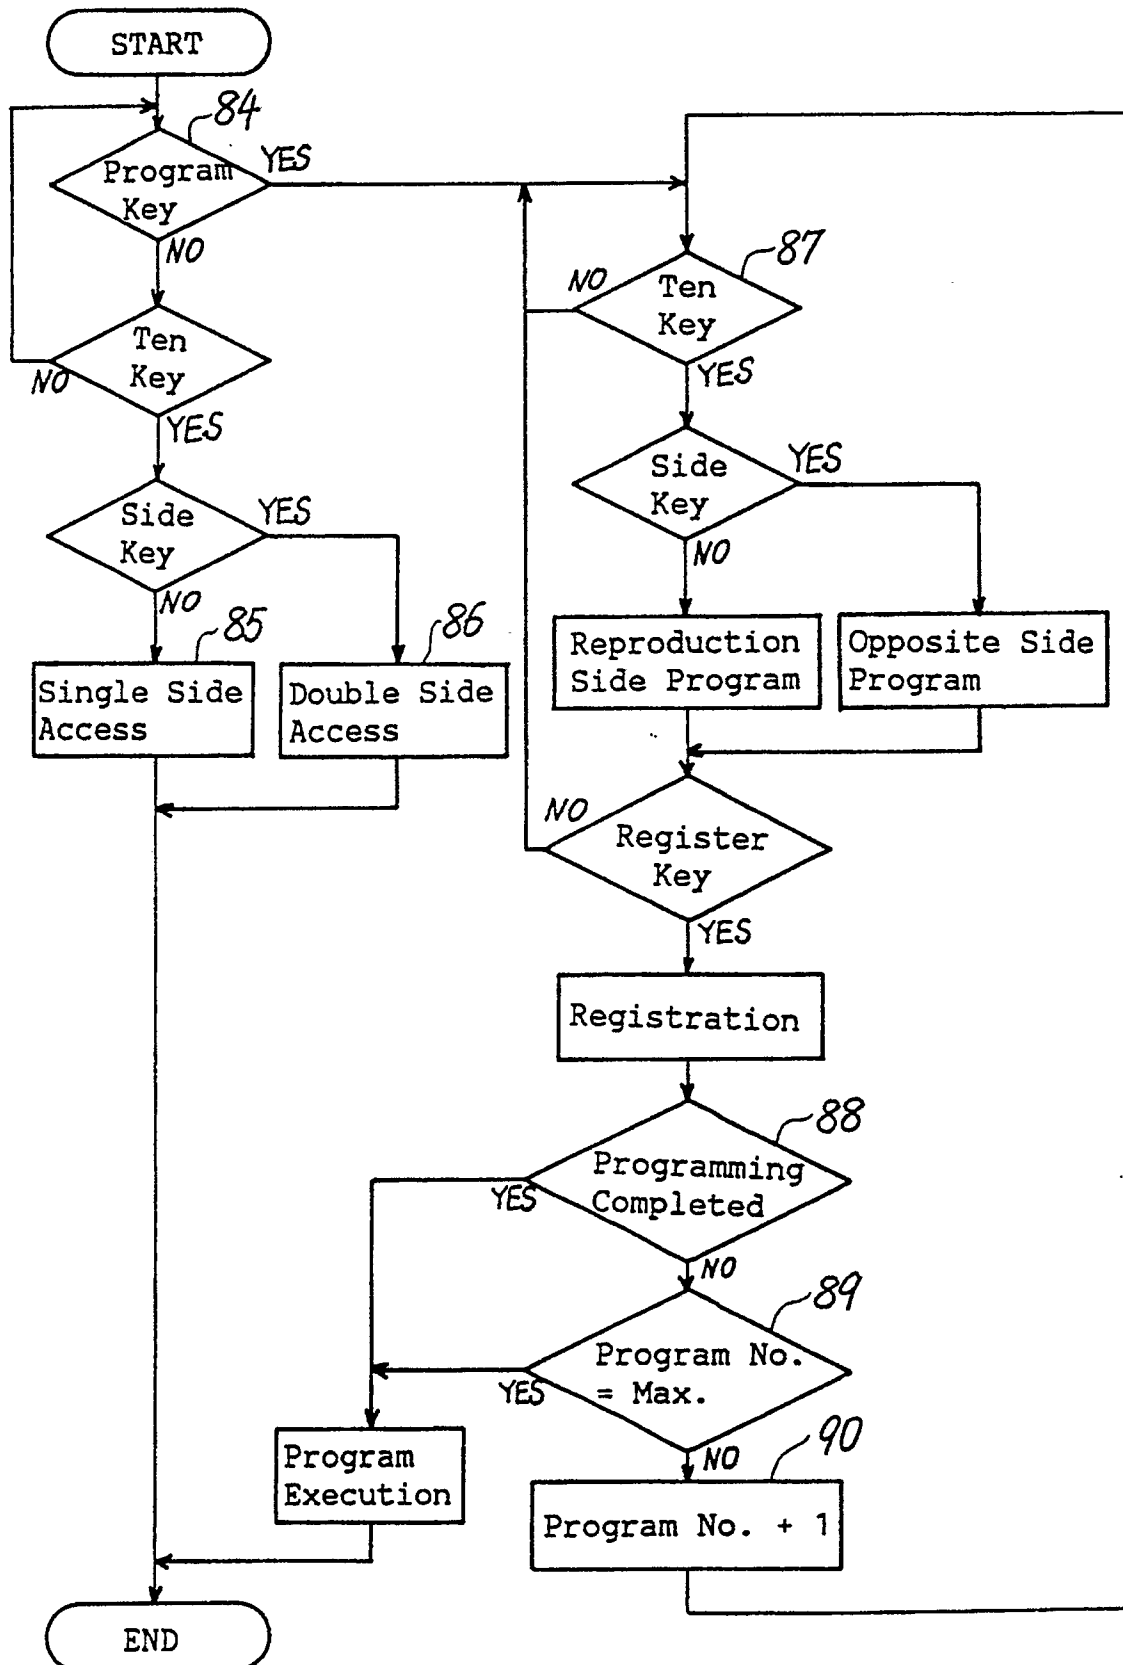 START
84
Program
Key
YES
NO
Ten
Key
NO
YES
Side
Key
YES
NO
85
Single Side
Access
86
Double Side
Access
87
Ten
Key
NO
YES
Side
Key
YES
NO
Reproduction
Side Program
Opposite Side
Program
Register
Key
NO
YES
Registration
88
Programming
Completed
YES
NO
89
Program No.
= Max.
YES
NO
90
Program No. + 1
Program
Execution
END